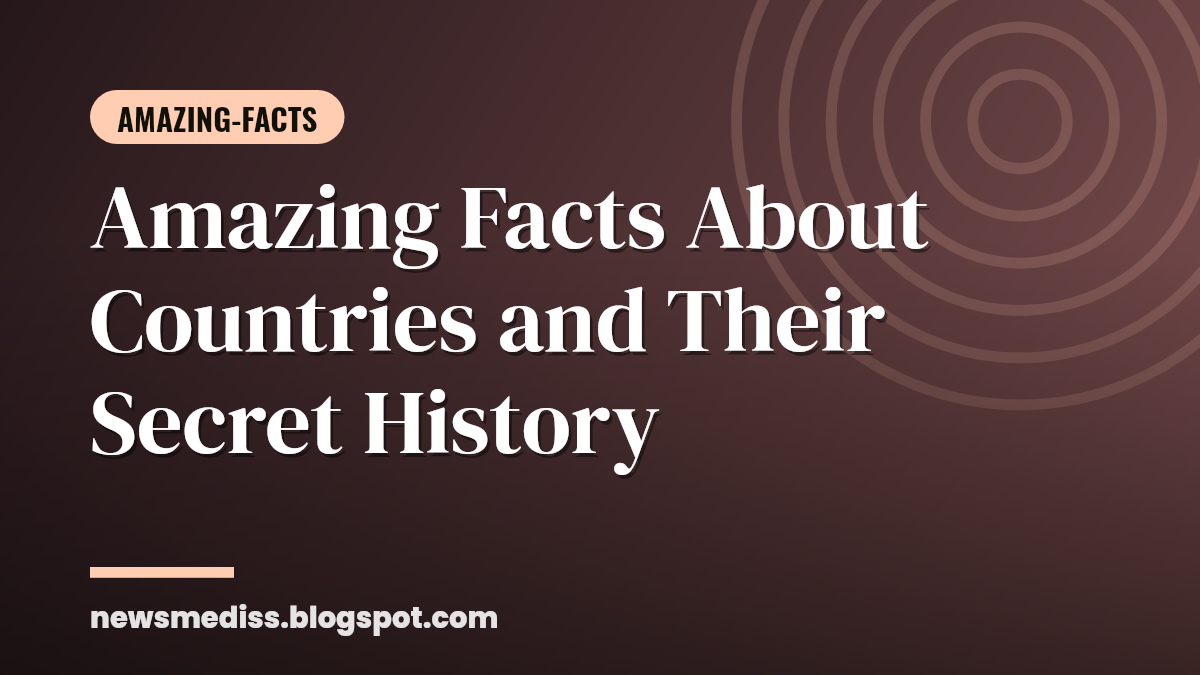 AMAZING-FACTS
Amazing Facts About
Countries and Their
Secret History
newsmediss.blogspot.com